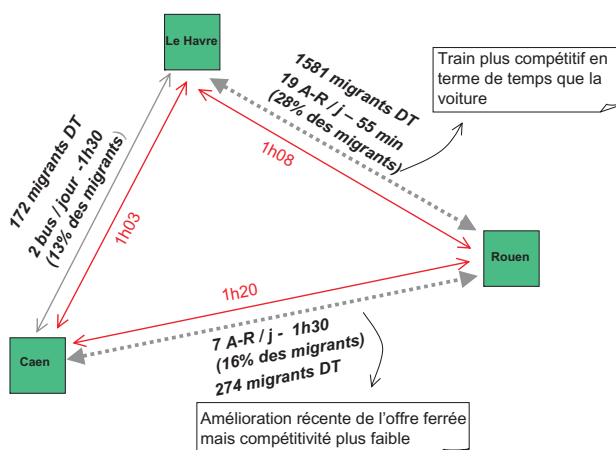 Le Havre
1581 migrants DT
19 A-R / j – 55 min
(28% des migrants)
1h08
Train plus compétitif en
terme de temps que la
voiture
172 migrants DT
2 bus / jour -1h30
(13% des migrants)
1h03
Rouen
1h20
7 A-R / j - 1h30
(16% des migrants)
274 migrants DT
Caen
Amélioration récente de l'offre ferrée
mais compétitivité plus faible